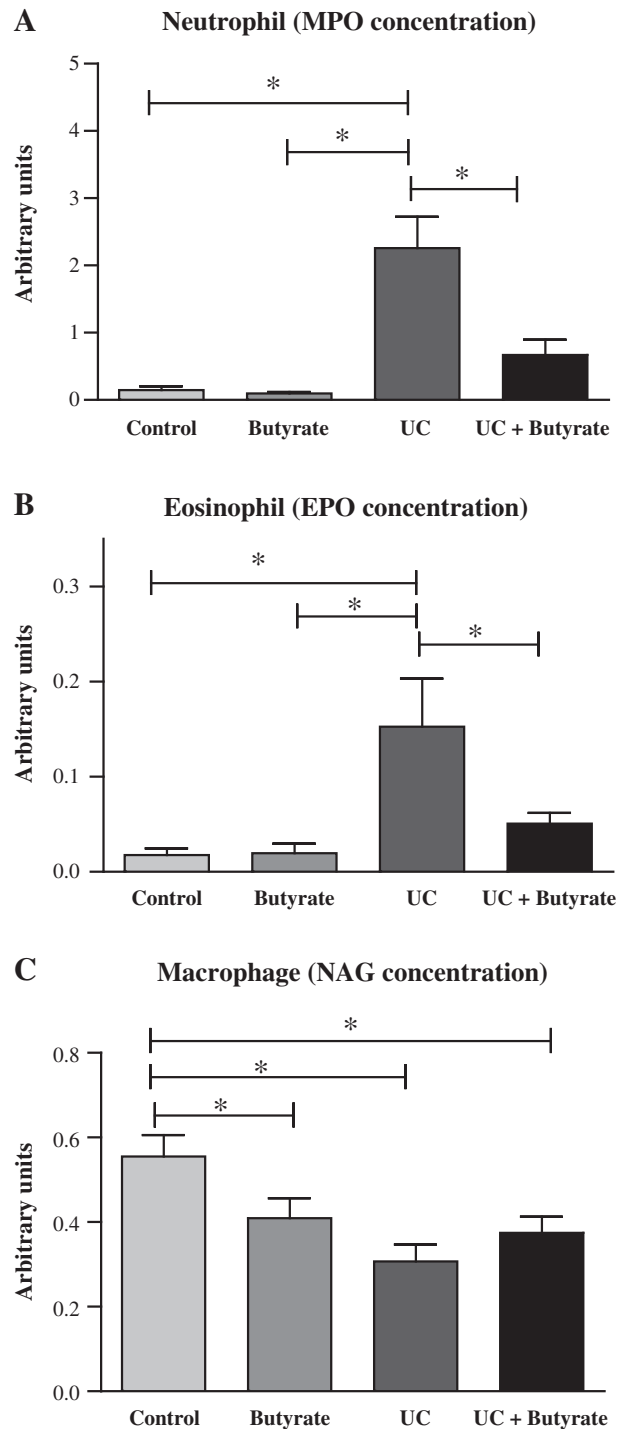 A Neutrophil (MPO concentration)
Arbitrary units
5
4
3
2
1
0
* * *
Control Butyrate UC UC + Butyrate
B Eosinophil (EPO concentration)
Arbitrary units
0.3
0.2
0.1
0.0
* * *
Control Butyrate UC UC + Butyrate
C Macrophage (NAG concentration)
Arbitrary units
0.8
0.6
0.4
0.2
0.0
* * *
Control Butyrate UC UC + Butyrate